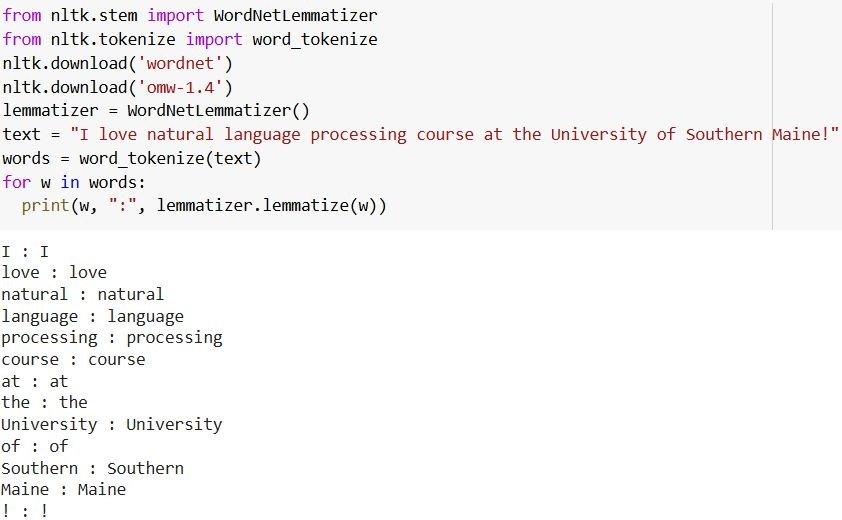 from nltk.stem import WordNetLemmatizer
from nltk.tokenize import word_tokenize
nltk.download('wordnet')
nltk.download('omw-1.4')
lemmatizer = WordNetLemmatizer()
text = "I love natural language processing course at the University of Southern Maine!"
words = word_tokenize(text)
for w in words:
  print(w, ":", lemmatizer.lemmatize(w))
I : I
love : love
natural : natural
language : language
processing : processing
course : course
at : at
the : the
University : University
of : of
Southern : Southern
Maine : Maine
! : !